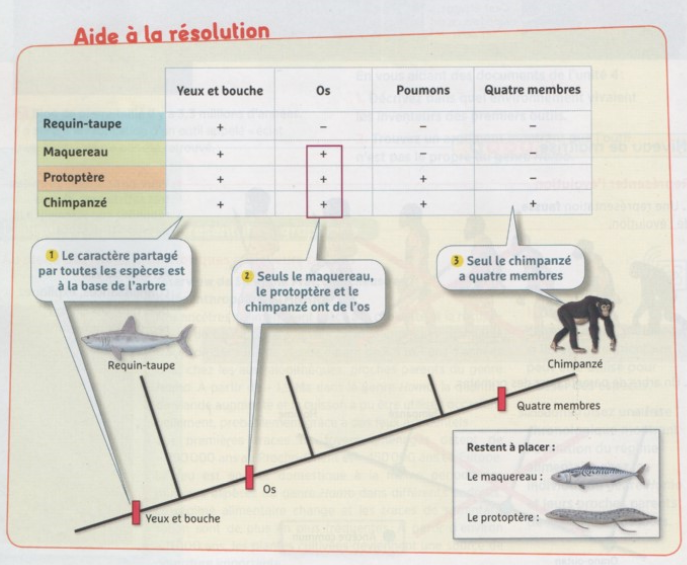 Aide à la résolution
Yeux et bouche Os Poumons Quatre membres
Requin-taupe + – – –
Maquereau + + – –
Protoptère + + + –
Chimpanzé + + + +
1 Le caractère partagé
par toutes les espèces est
à la base de l'arbre
2 Seuls le maquereau,
le protoptère et le
chimpanzé ont de l'os
3 Seul le chimpanzé
a quatre membres
Requin-taupe
Chimpanzé
Quatre membres
Os
Yeux et bouche
Restent à placer :
Le maquereau :
Le protoptère :